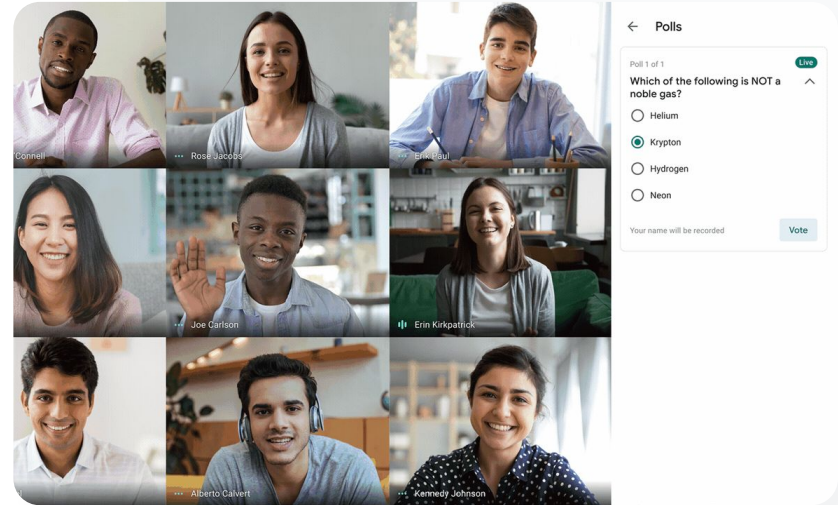 Connell
Rose Jacobs
Erik Paul
Joe Carlson
Erin Kirkpatrick
Alberto Calvert
Kennedy Johnson
Polls
Poll 1 of 1
Live
Which of the following is NOT a
noble gas?
Helium
Krypton
Hydrogen
Neon
Your name will be recorded
Vote